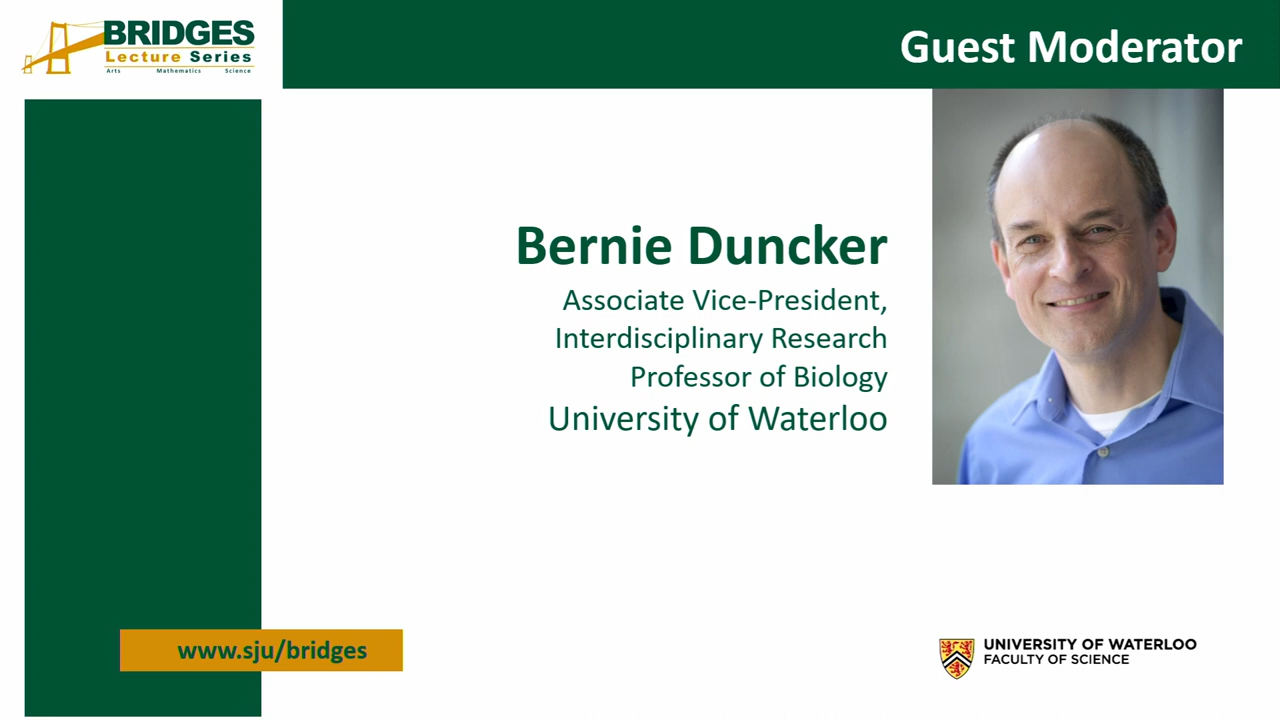 BRIDGES
Lecture Series
Arts Mathematics Science
Guest Moderator
Bernie Duncker
Associate Vice-President,
Interdisciplinary Research
Professor of Biology
University of Waterloo
www.sju/bridges
UNIVERSITY OF WATERLOO
FACULTY OF SCIENCE